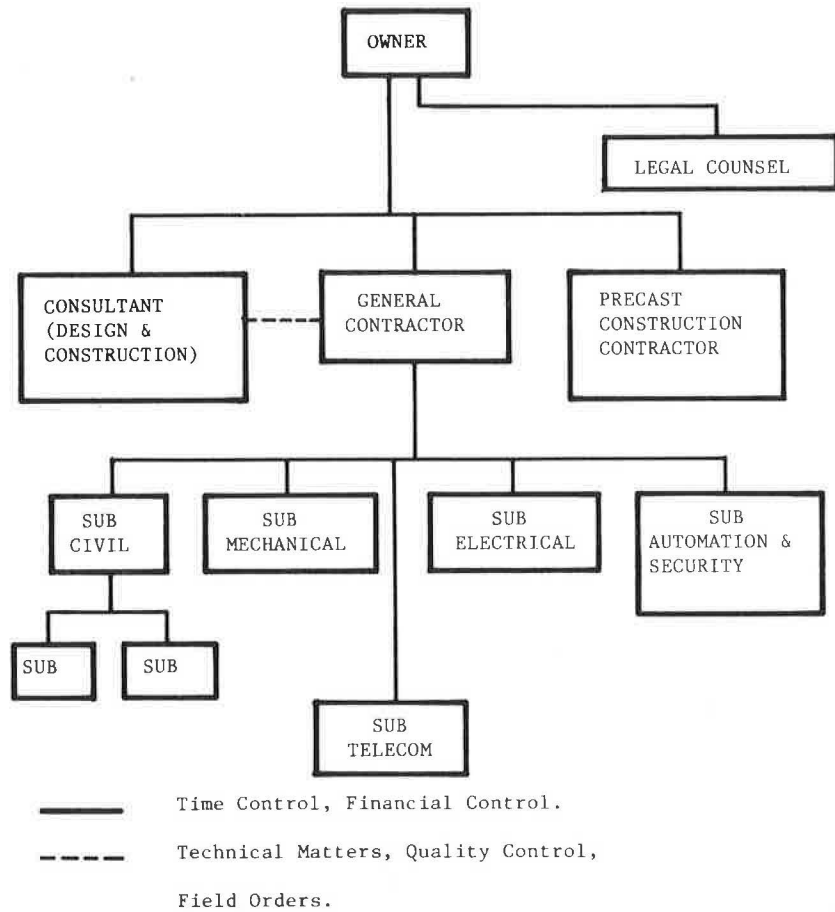 OWNER
LEGAL COUNSEL
CONSULTANT
(DESIGN &
CONSTRUCTION)
GENERAL
CONTRACTOR
PRECAST
CONSTRUCTION
CONTRACTOR
SUB
CIVIL
SUB
MECHANICAL
SUB
ELECTRICAL
SUB
AUTOMATION &
SECURITY
SUB
SUB
SUB
TELECOM
Time Control, Financial Control.
Technical Matters, Quality Control,
Field Orders.